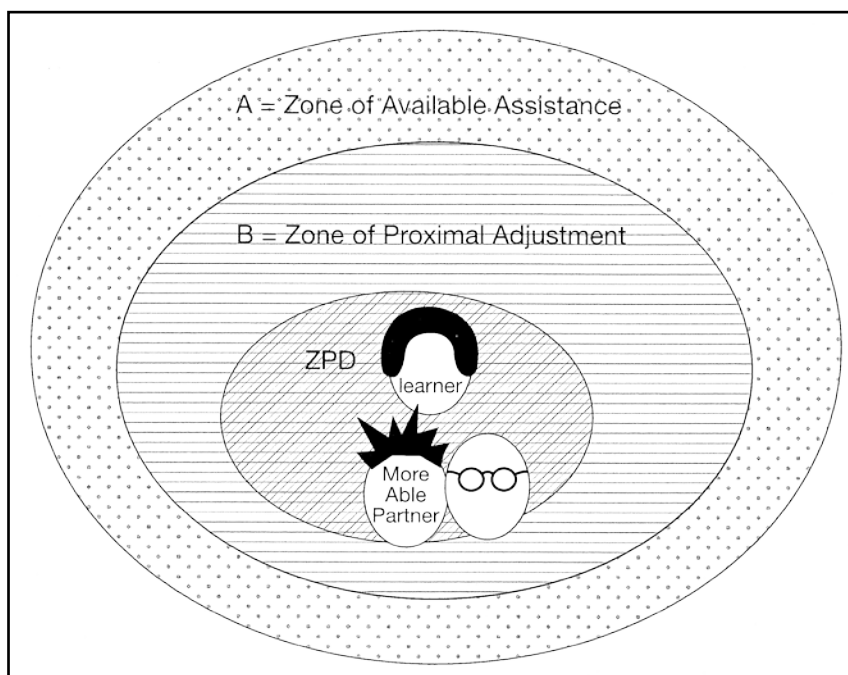 A = Zone of Available Assistance
B = Zone of Proximal Adjustment
ZPD
learner
More
Able
Partner